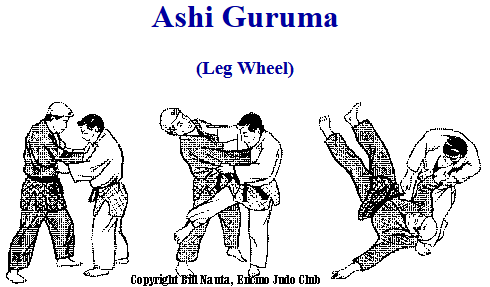 Ashi Guruma
(Leg Wheel)
Copyright Bill Nauta, Encino Judo Club